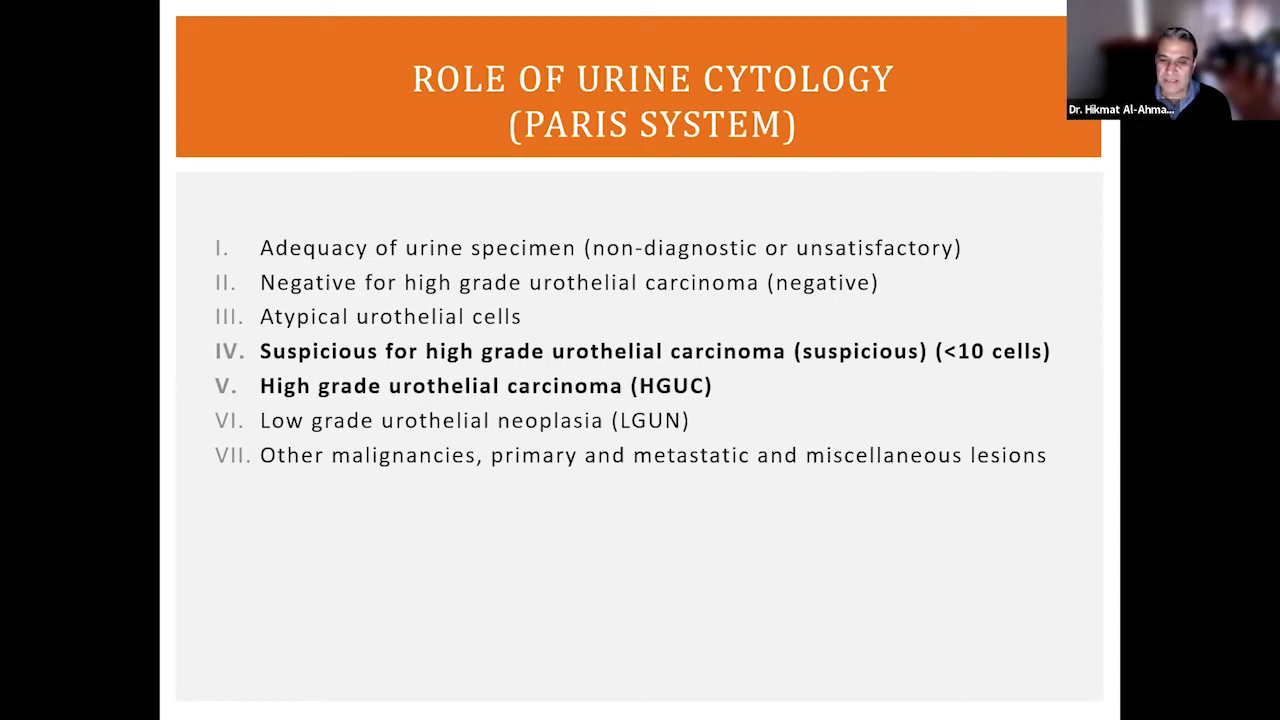 ROLE OF URINE CYTOLOGY
(PARIS SYSTEM)
Dr. Hikmat Al-Ahma...
I. Adequacy of urine specimen (non-diagnostic or unsatisfactory)
II. Negative for high grade urothelial carcinoma (negative)
III. Atypical urothelial cells
IV. Suspicious for high grade urothelial carcinoma (suspicious) (<10 cells)
V. High grade urothelial carcinoma (HGUC)
VI. Low grade urothelial neoplasia (LGUN)
VII. Other malignancies, primary and metastatic and miscellaneous lesions